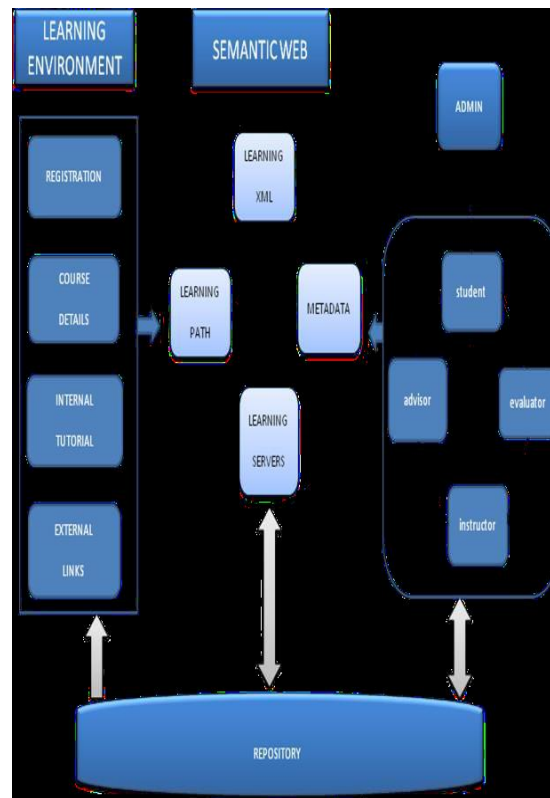 LEARNING
ENVIRONMENT
SEMANTIC WEB
ADMIN
REGISTRATION
COURSE
DETAILS
INTERNAL
TUTORIAL
EXTERNAL
LINKS
LEARNING
XML
LEARNING
PATH
METADATA
LEARNING
SERVERS
student
advisor
evaluator
instructor
REPOSITORY